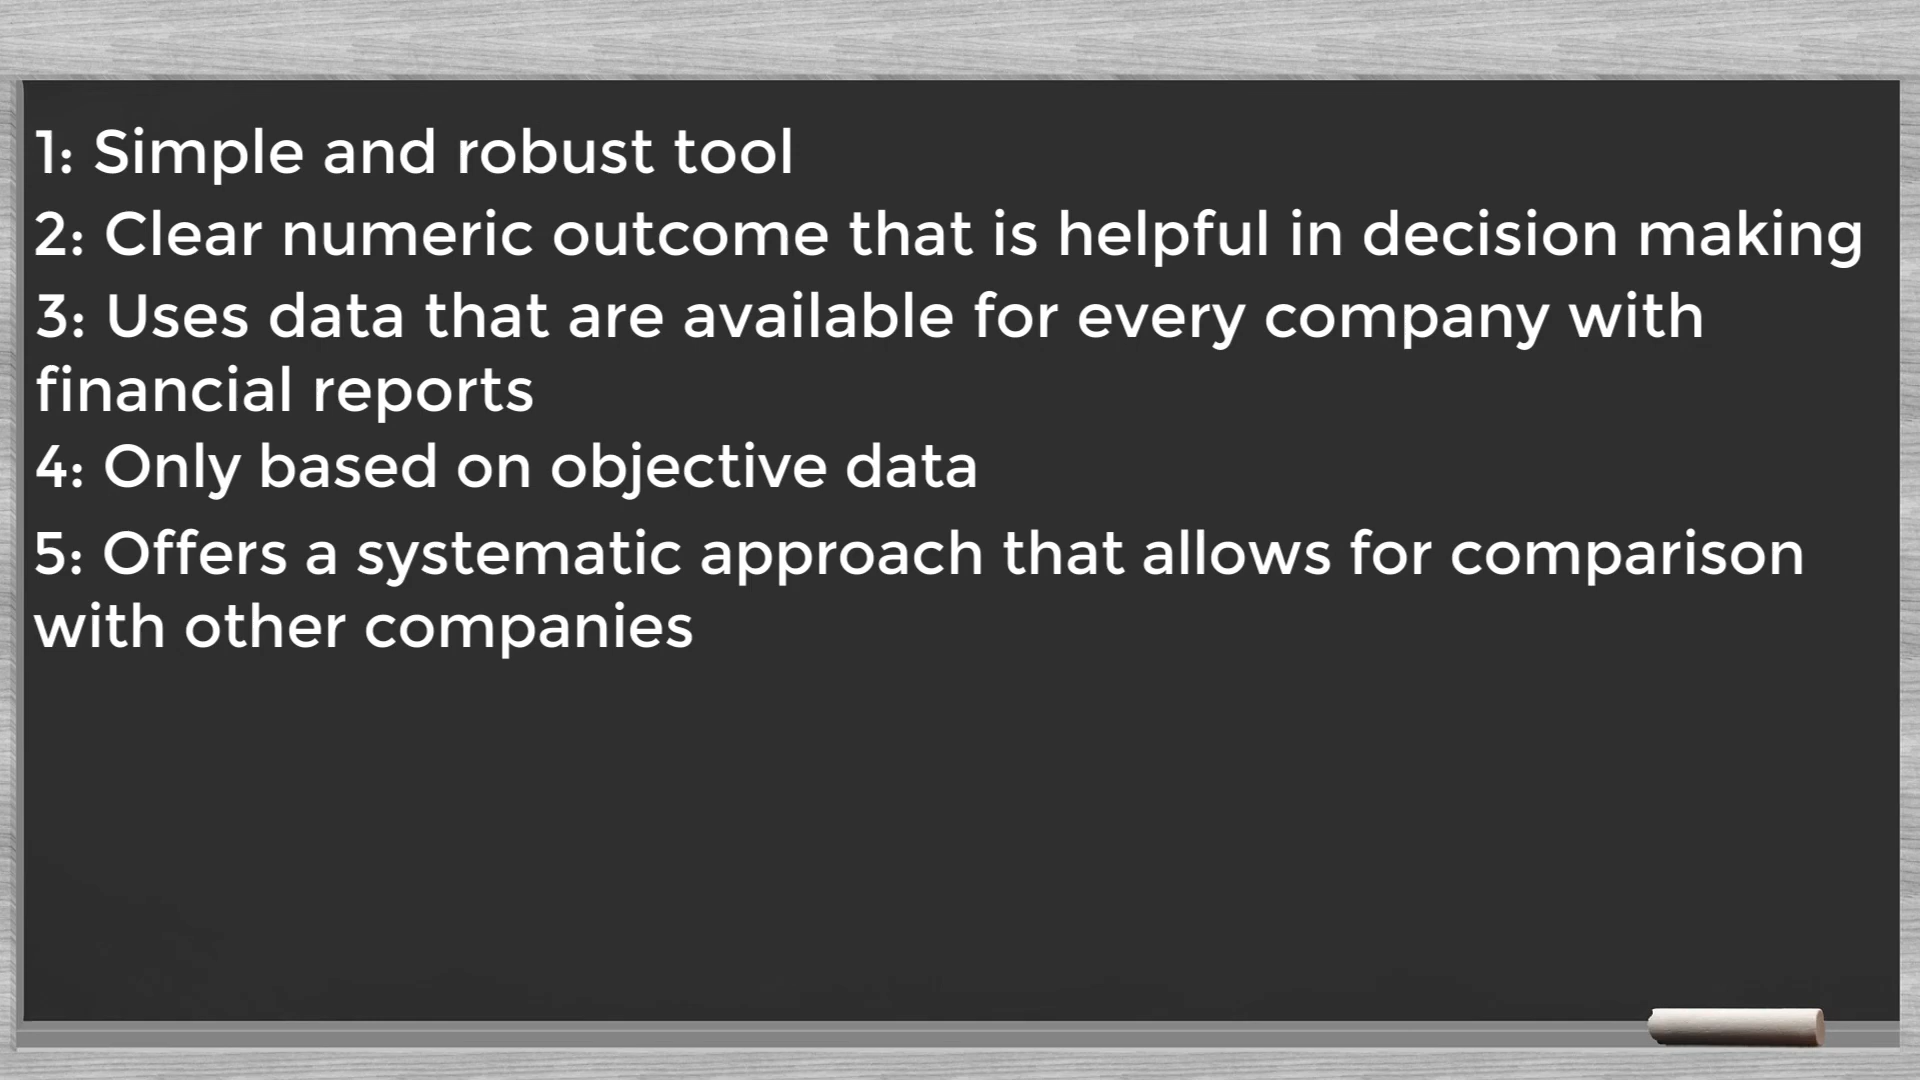 1: Simple and robust tool
2: Clear numeric outcome that is helpful in decision making
3: Uses data that are available for every company with
financial reports
4: Only based on objective data
5: Offers a systematic approach that allows for comparison
with other companies